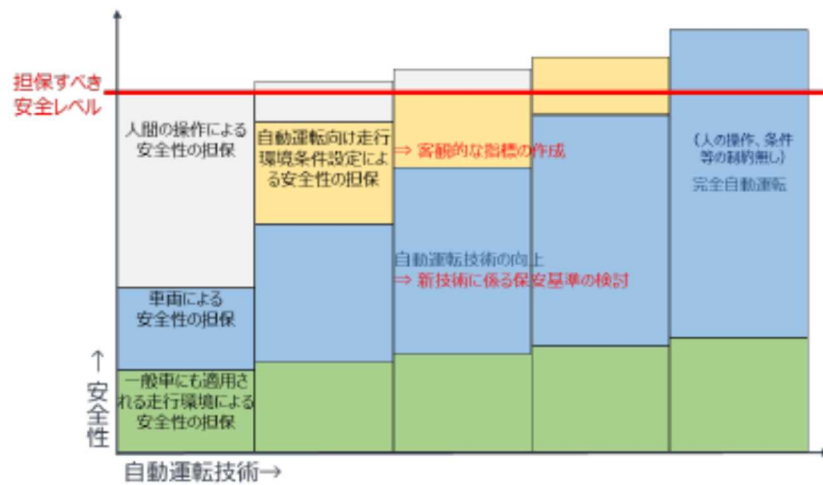 担保すべき
安全レベル
人間の操作による
安全性の担保
自動運転向け走行
環境条件設定によ
る安全性の担保
⇒ 客観的な指標の作成
(人の操作、条件
等の制約無し)
完全自動運転
自動運転技術の向上
⇒ 新技術に係る保安基準の検討
車両による
安全性の担保
一般車にも適用さ
れる走行環境による
安全性の担保
↑安全性
自動運転技術→